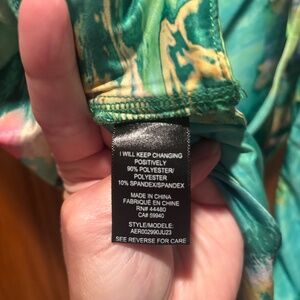 I WILL KEEP CHANGING
POSITIVELY
90% POLYESTER/
POLYESTER
10% SPANDEX/SPANDEX
MADE IN CHINA
FABRIQUÉ EN CHINE
RN# 44480
CA# 59940
STYLE/MODELE:
AER002990JU23
SEE REVERSE FOR CARE